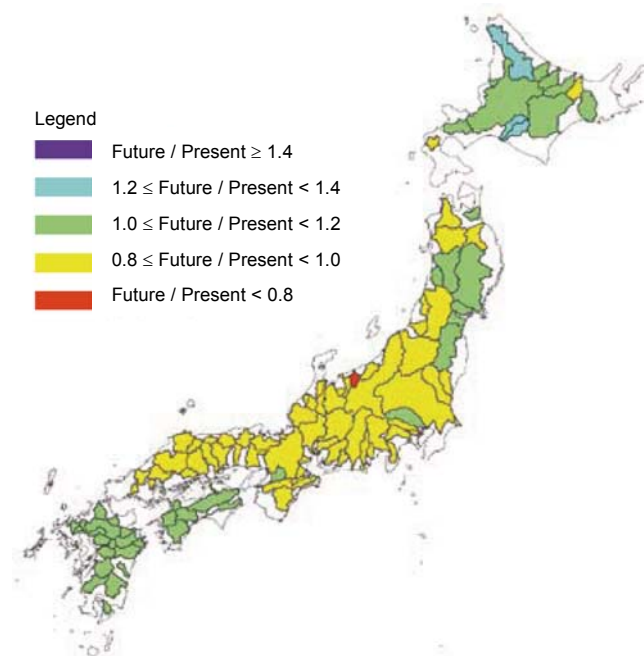 Legend
Future / Present ≥ 1.4
1.2 ≤ Future / Present < 1.4
1.0 ≤ Future / Present < 1.2
0.8 ≤ Future / Present < 1.0
Future / Present < 0.8